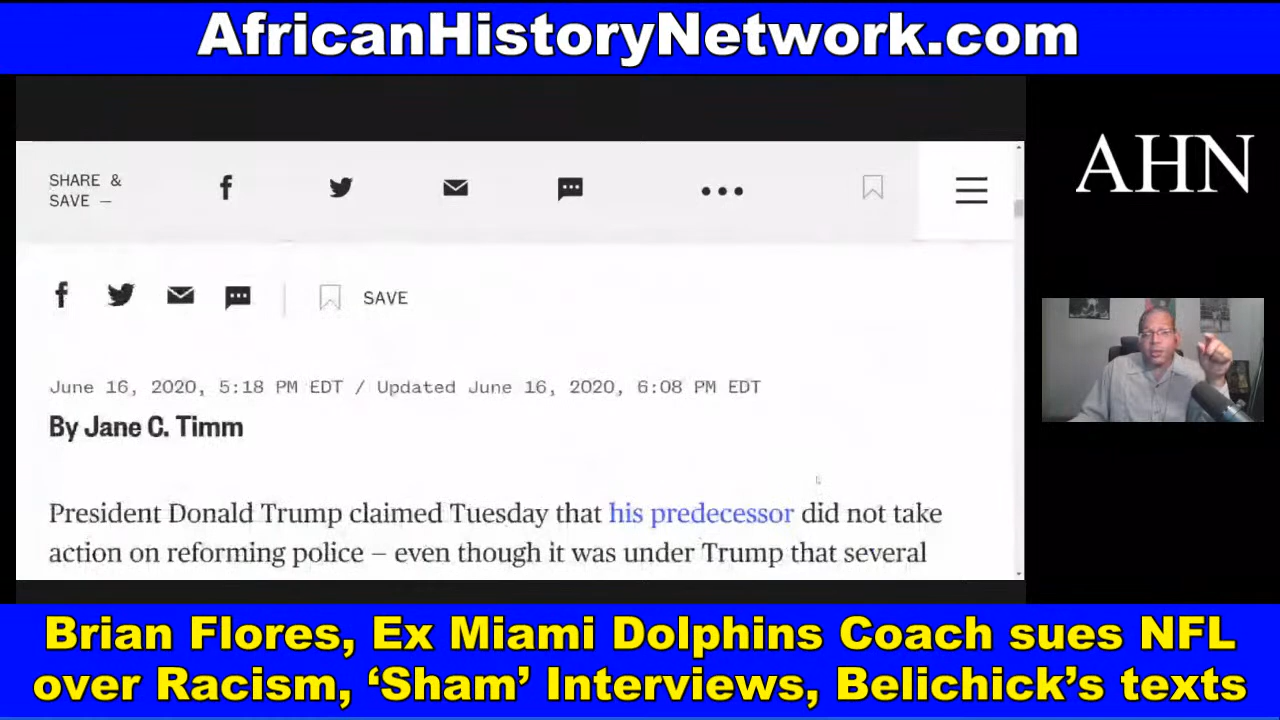 AfricanHistoryNetwork.com
SHARE &
SAVE —
AHN
SAVE
June 16, 2020, 5:18 PM EDT / Updated June 16, 2020, 6:08 PM EDT
By Jane C. Timm
President Donald Trump claimed Tuesday that his predecessor did not take
action on reforming police — even though it was under Trump that several
Brian Flores, Ex Miami Dolphins Coach sues NFL
over Racism, ‘Sham’ Interviews, Belichick’s texts